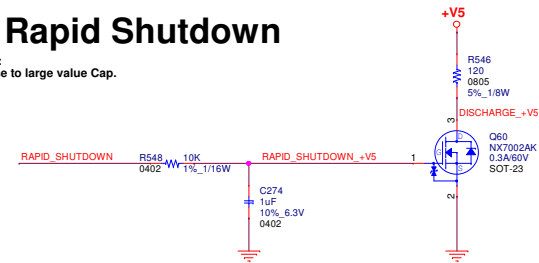 Rapid Shutdown
:
e to large value Cap.
+V5
R546
120
0805
5%_1/8W
DISCHARGE_+V5
3
D
Q60
NX7002AK
0.3A/60V
SOT-23
G
S
1
2
RAPID_SHUTDOWN
R548
10K
0402
1%_1/16W
RAPID_SHUTDOWN_+V5
C274
1uF
10%_6.3V
0402